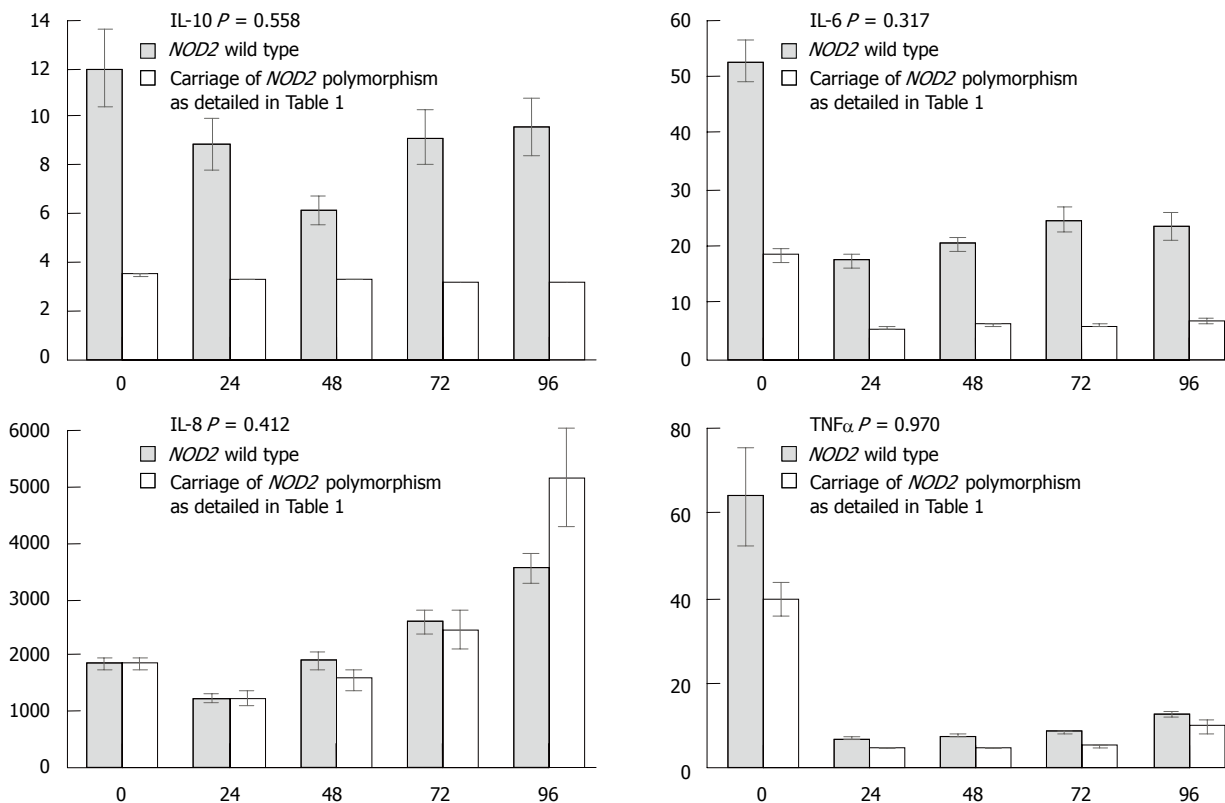 IL-10 P = 0.558
NOD2 wild type
Carriage of NOD2 polymorphism
as detailed in Table 1
14
12
10
8
6
4
2
0
0 24 48 72 96
IL-6 P = 0.317
NOD2 wild type
Carriage of NOD2 polymorphism
as detailed in Table 1
60
50
40
30
20
10
0
0 24 48 72 96
IL-8 P = 0.412
NOD2 wild type
Carriage of NOD2 polymorphism
as detailed in Table 1
6000
5000
4000
3000
2000
1000
0
0 24 48 72 96
TNFα P = 0.970
NOD2 wild type
Carriage of NOD2 polymorphism
as detailed in Table 1
80
60
40
20
0
0 24 48 72 96